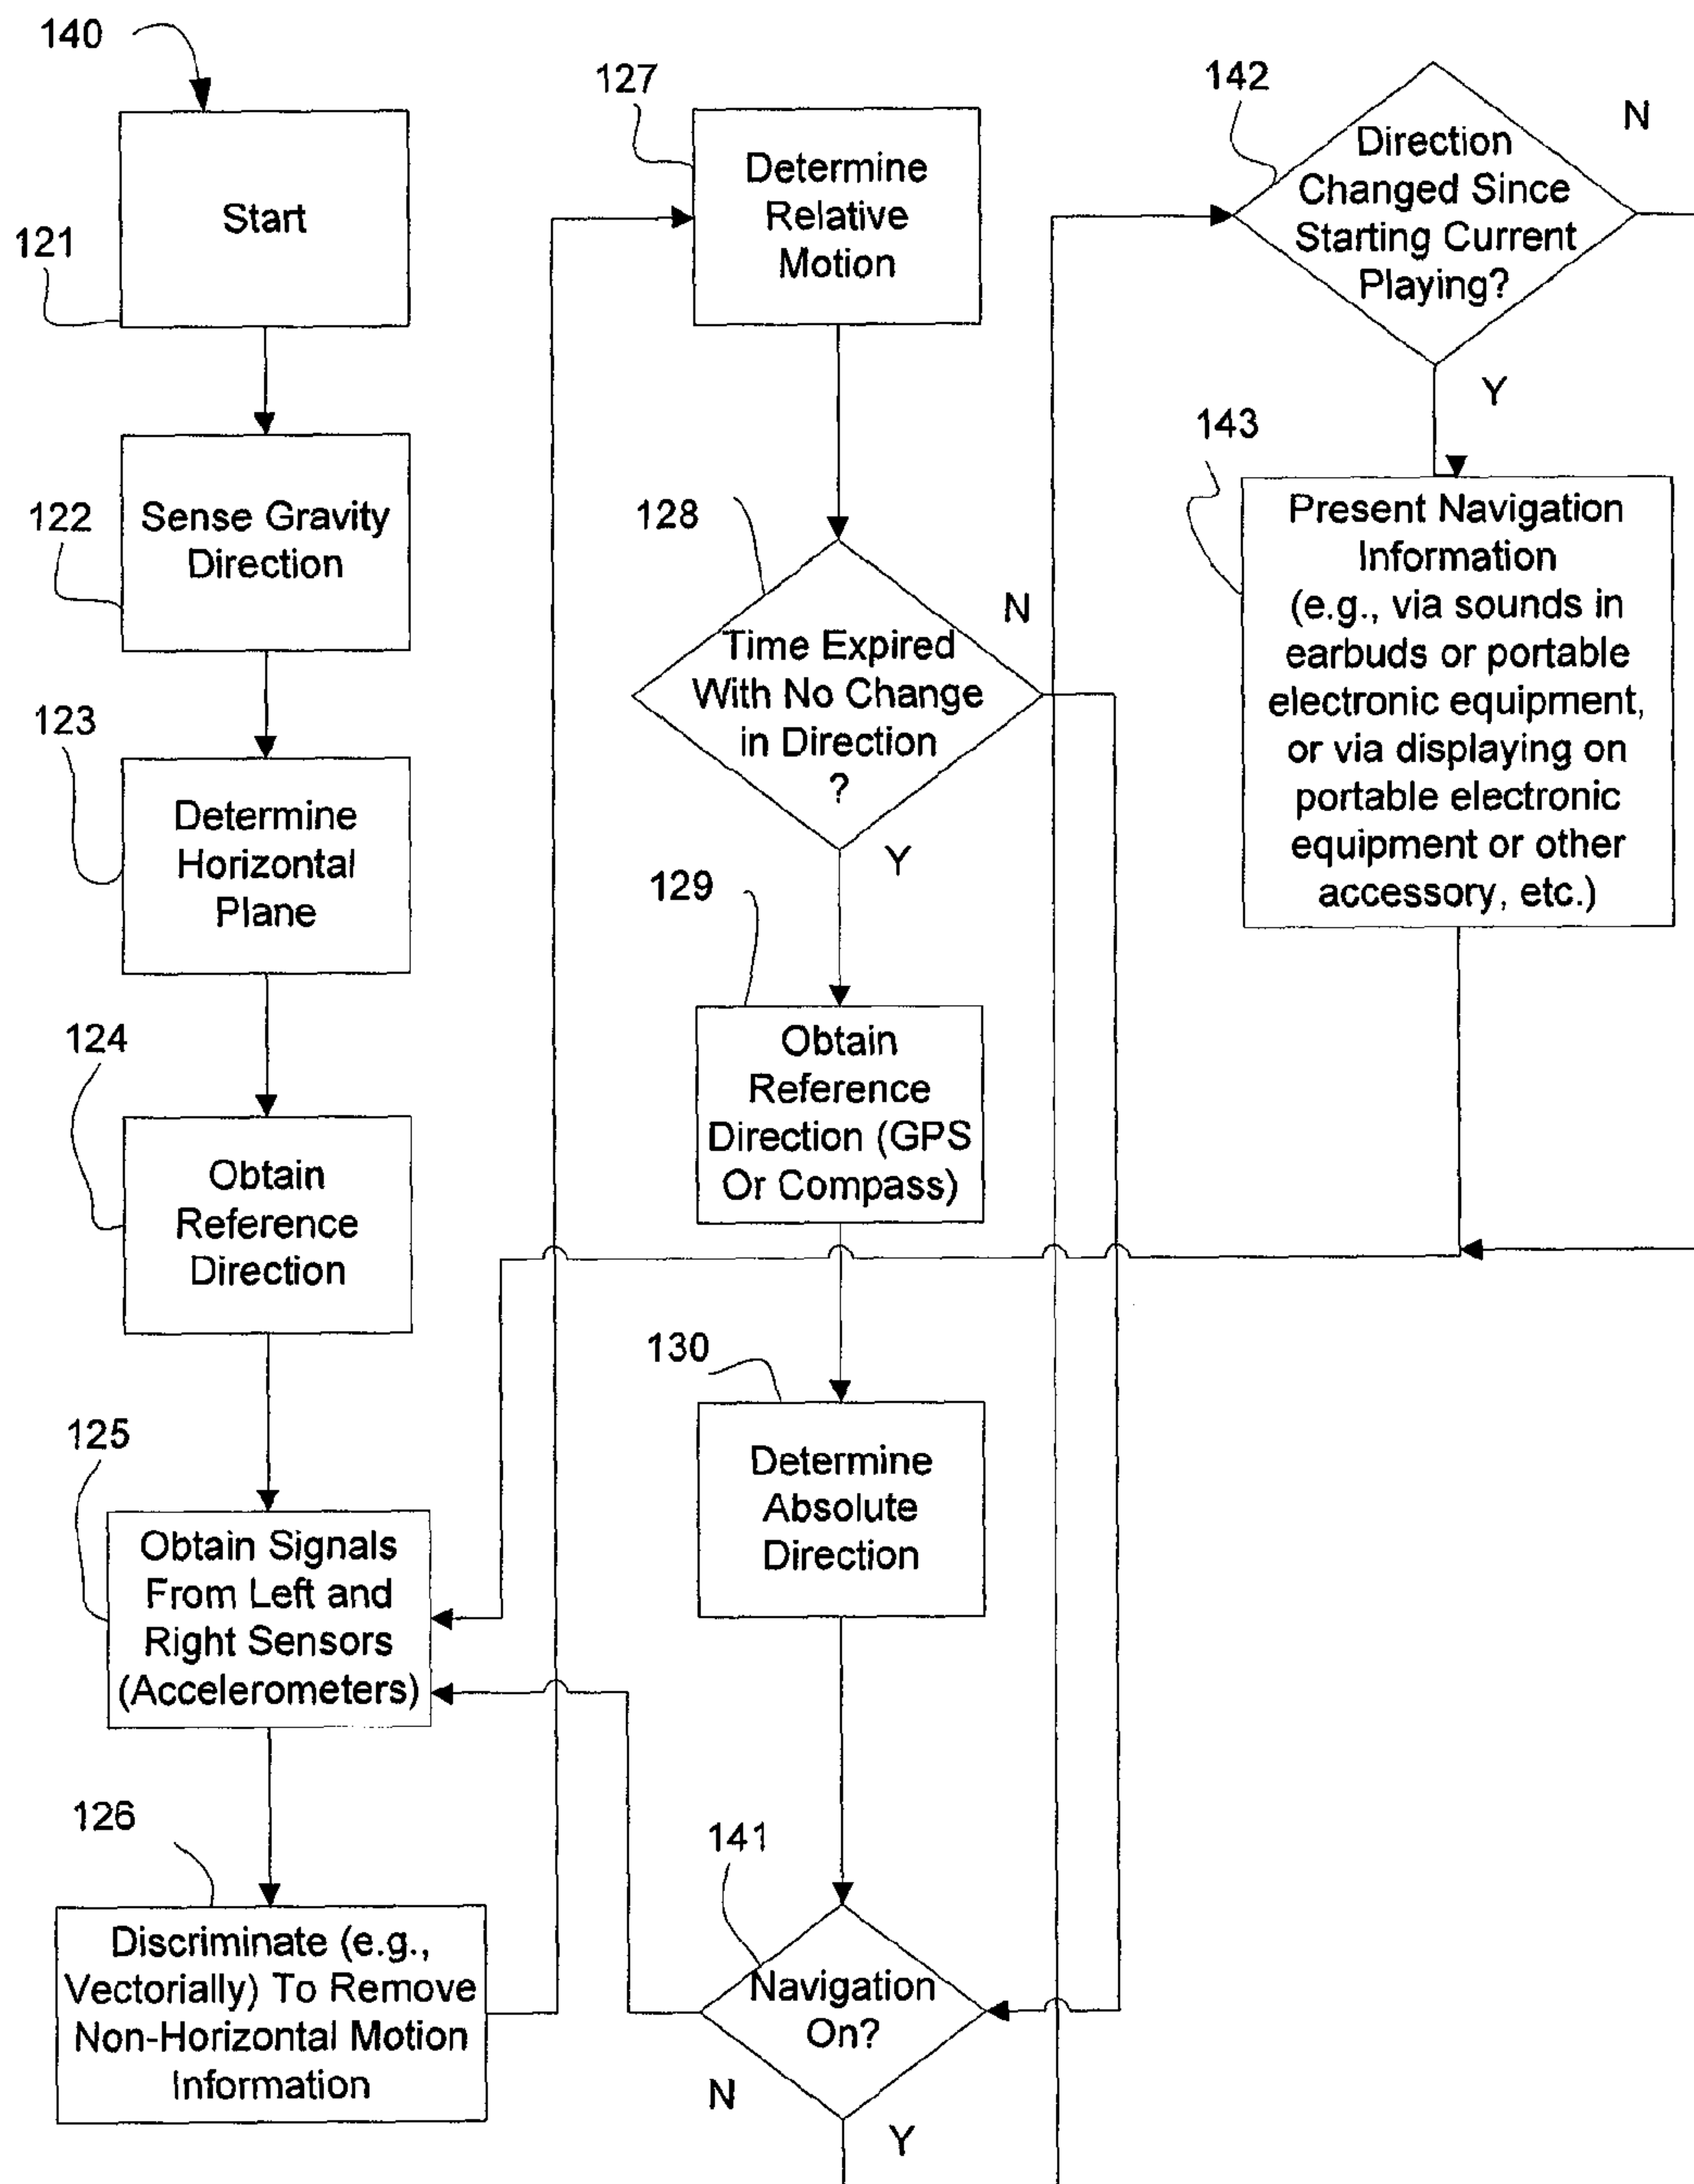 140
Start
121
Sense Gravity
Direction
122
Determine
Horizontal
Plane
123
Obtain
Reference
Direction
124
Obtain Signals
From Left and
Right Sensors
(Accelerometers)
125
Discriminate (e.g.,
Vectorially) To Remove
Non-Horizontal Motion
Information
126
127
Determine
Relative
Motion
128
Time Expired
With No Change
in Direction
?
N
Y
129
Obtain
Reference
Direction (GPS
Or Compass)
130
Determine
Absolute
Direction
141
Navigation
On?
N
Y
142
Direction
Changed Since
Starting Current
Playing?
N
Y
143
Present Navigation
Information
(e.g., via sounds in
earbuds or portable
electronic equipment,
or via displaying on
portable electronic
equipment or other
accessory, etc.)